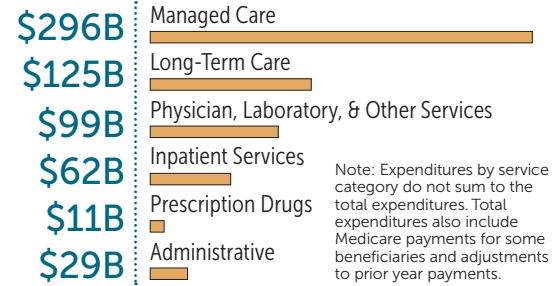 $296B Managed Care
$125B Long-Term Care
$99B Physician, Laboratory, & Other Services
$62B Inpatient Services
$11B Prescription Drugs
$29B Administrative
Note: Expenditures by service
category do not sum to the
total expenditures. Total
expenditures also include
Medicare payments for some
beneficiaries and adjustments
to prior year payments.